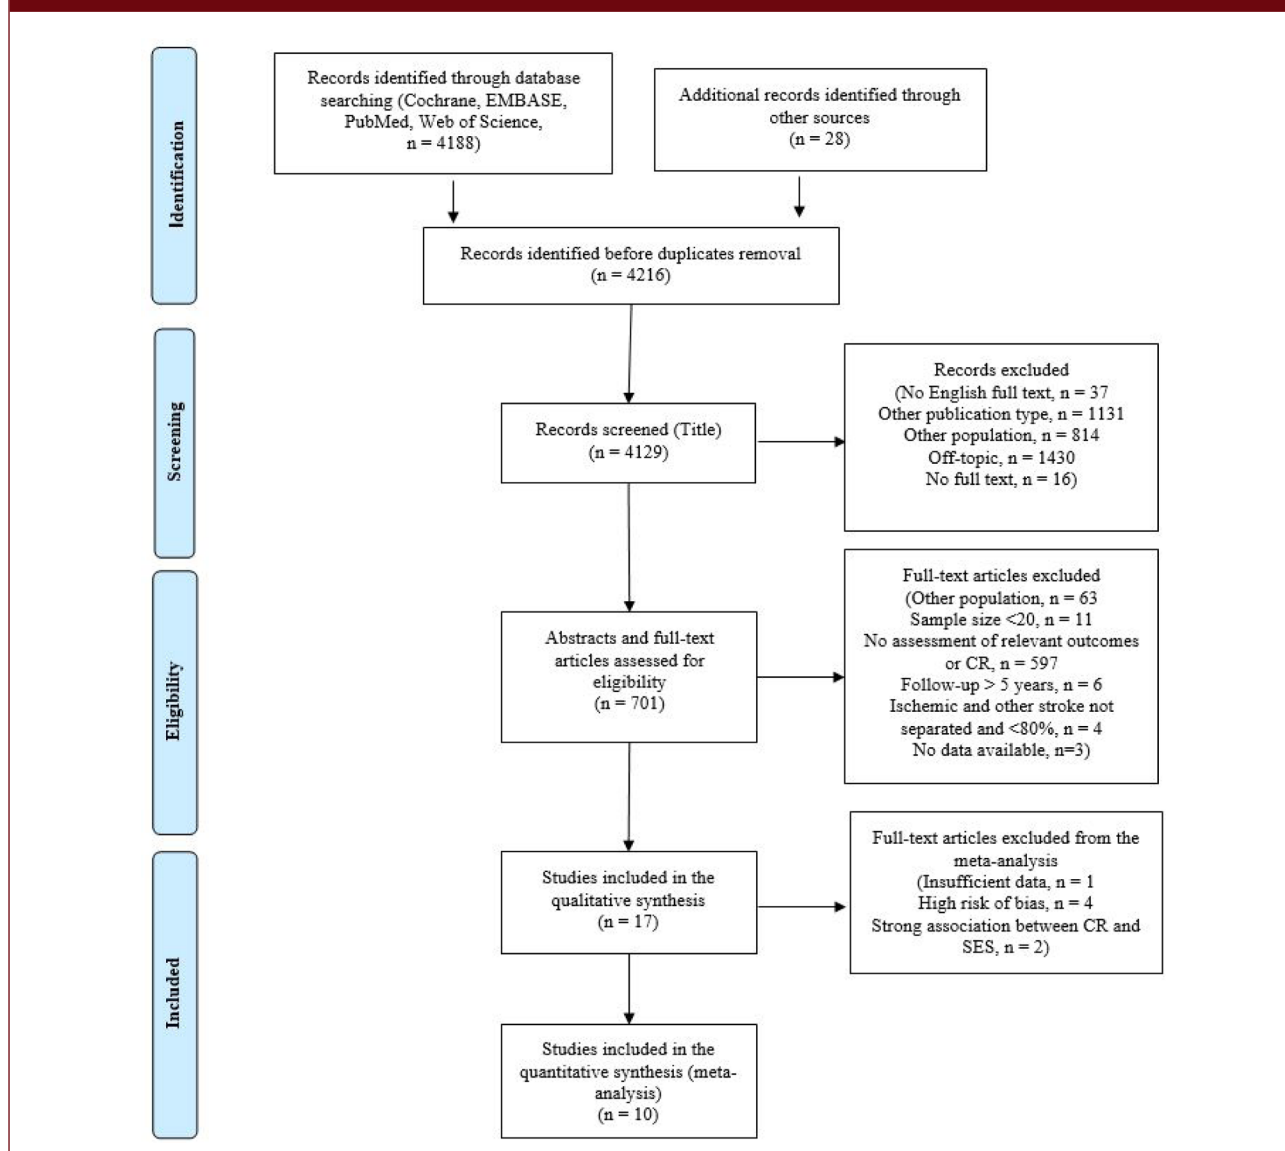 Identification
Records identified through database
searching (Cochrane, EMBASE,
PubMed, Web of Science,
n = 4188)
Additional records identified through
other sources
(n = 28)
Records identified before duplicates removal
(n = 4216)
Screening
Records screened (Title)
(n = 4129)
Records excluded
(No English full text, n = 37
Other publication type, n = 1131
Other population, n = 814
Off-topic, n = 1430
No full text, n = 16)
Eligibility
Abstracts and full-text
articles assessed for
eligibility
(n = 701)
Full-text articles excluded
(Other population, n = 63
Sample size <20, n = 11
No assessment of relevant outcomes
or CR, n = 597
Follow-up > 5 years, n = 6
Ischemic and other stroke not
separated and <80%, n = 4
No data available, n=3)
Included
Studies included in the
qualitative synthesis
(n = 17)
Full-text articles excluded from the
meta-analysis
(Insufficient data, n = 1
High risk of bias, n = 4
Strong association between CR and
SES, n = 2)
Studies included in the
quantitative synthesis (meta-
analysis)
(n = 10)